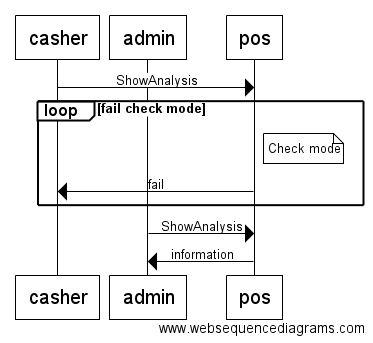 casher admin pos
ShowAnalysis
loop [fail check mode]
Check mode
fail
ShowAnalysis
information
casher admin pos
www.websequencediagrams.com